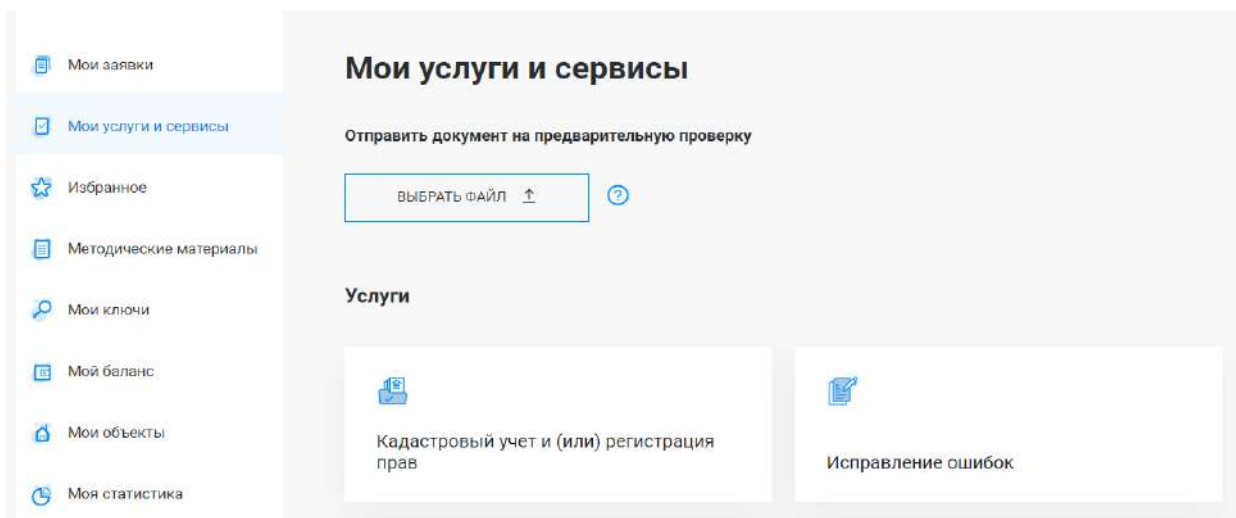 Мои заявки
Мои услуги и сервисы
Избранное
Методические материалы
Мои ключи
Мой баланс
Мои объекты
Моя статистика
Мои услуги и сервисы
Отправить документ на предварительную проверку
ВЫБРАТЬ ФАЙЛ
Услуги
Кадастровый учет и (или) регистрация
прав
Исправление ошибок